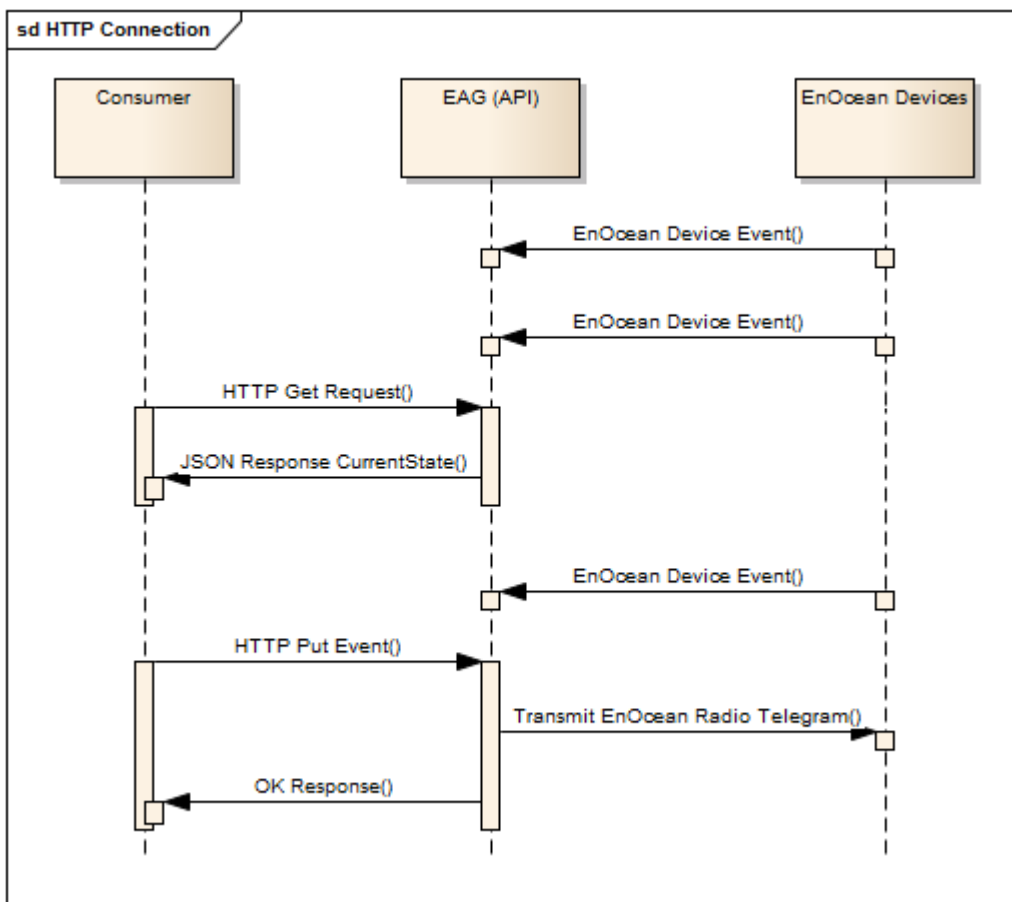 sd HTTP Connection
Consumer
EAG (API)
EnOcean Devices
EnOcean Device Event()
EnOcean Device Event()
HTTP Get Request()
JSON Response CurrentState()
EnOcean Device Event()
HTTP Put Event()
Transmit EnOcean Radio Telegram()
OK Response()